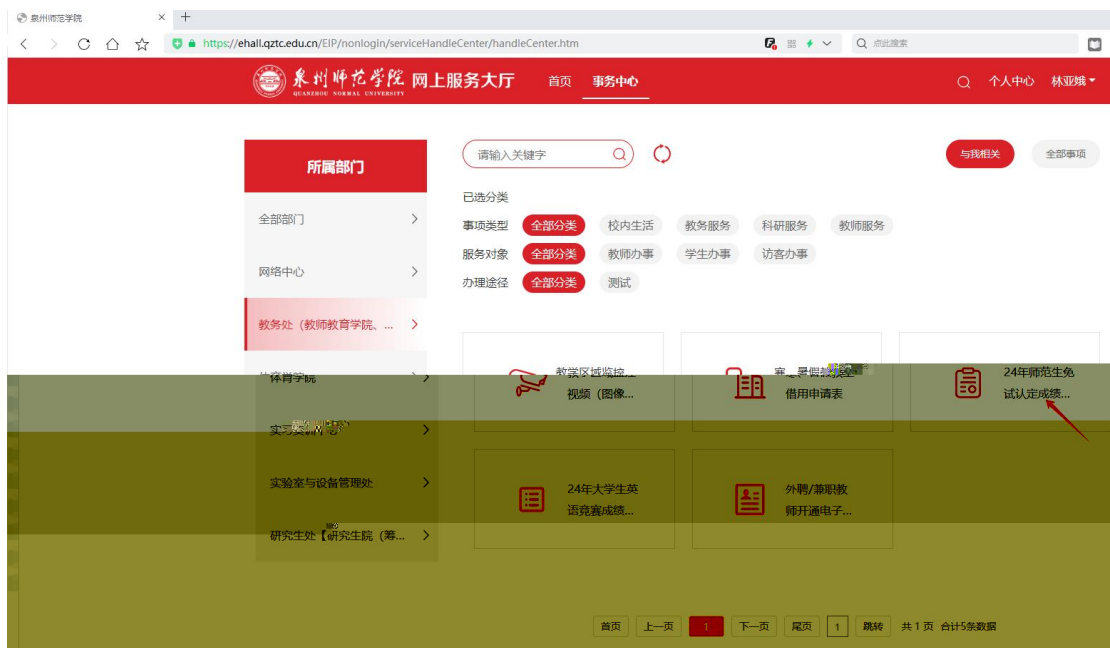 泉州师范学院
https://ehall.qztc.edu.cn/EIP/nonlogin/serviceHandleCenter/handleCenter.htm
点此搜索
泉州师范学院 网上服务大厅
QUANZHOU NORMAL UNIVERSITY
首页 事务中心
个人中心 林亚娥
所属部门
全部部门
网络中心
教务处（教师教育学院、...
体育学院
实验室与设备管理处
研究生处【研究生院（筹...
请输入关键字
与我相关 全部事项
已选分类
事项类型 全部分类 校内生活 教务服务 科研服务 教师服务
服务对象 全部分类 教师办事 学生办事 访客办事
办理途径 全部分类 测试
教学区域监控
视频（图像...
寒、暑假教
借用申请表
24年师范生免
试认定成绩...
24年大学生英
语竞赛成绩...
外聘/兼职教
师开通电子...
首页 上一页 1 下一页 尾页 1 跳转 共1页 合计5条数据